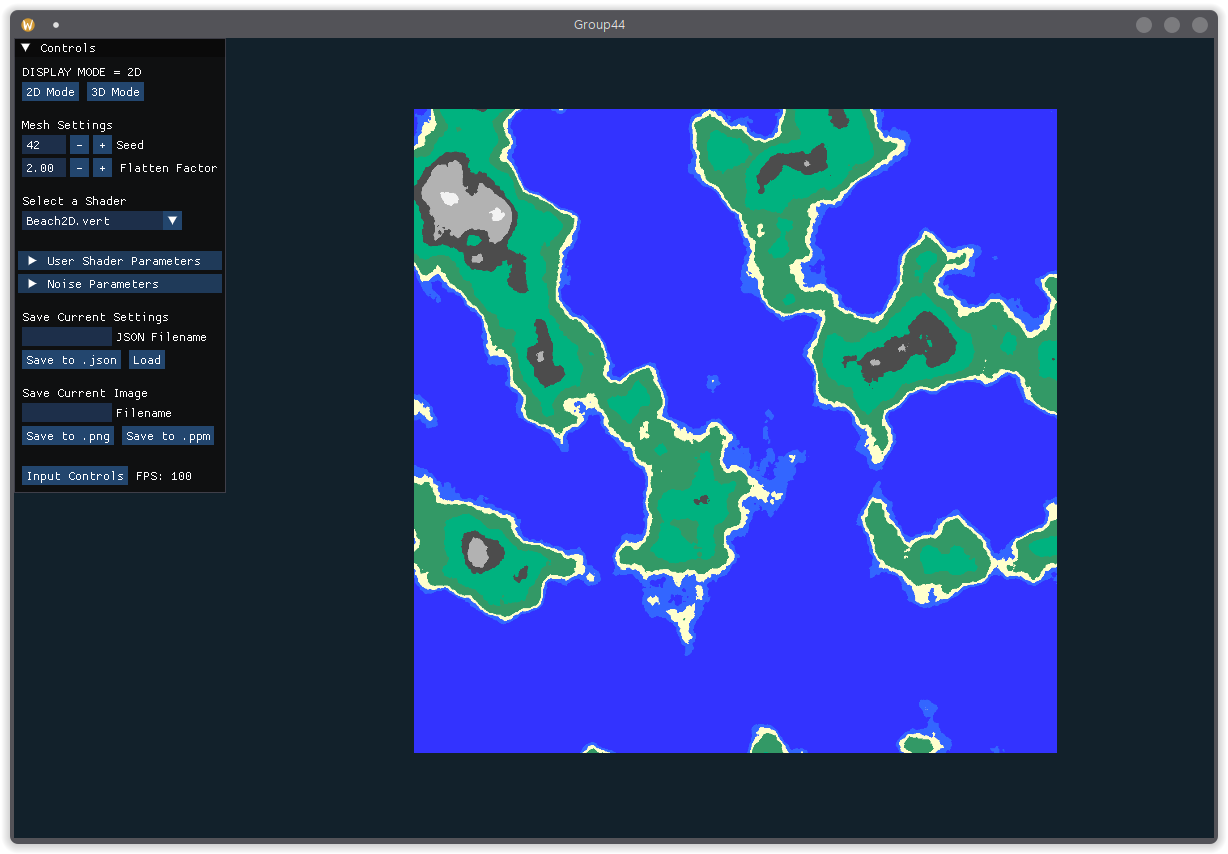 Group44
Controls
DISPLAY MODE = 2D
2D Mode 3D Mode
Mesh Settings
42 - + Seed
2.00 - + Flatten Factor
Select a Shader
Beach2D.vert
User Shader Parameters
Noise Parameters
Save Current Settings
JSON Filename
Save to .json Load
Save Current Image
Filename
Save to .png Save to .ppm
Input Controls FPS: 100